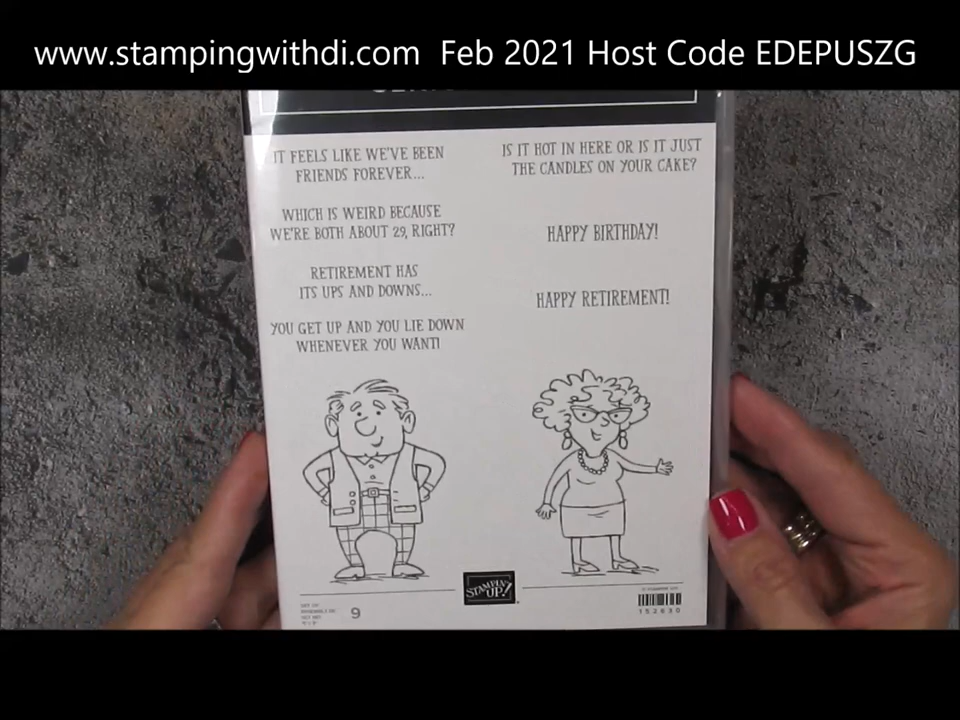 www.stampingwithdi.com Feb 2021 Host Code EDEPUSZG
IT FEELS LIKE WE'VE BEEN
FRIENDS FOREVER...
WHICH IS WEIRD BECAUSE
WE'RE BOTH ABOUT 29, RIGHT?
RETIREMENT HAS
ITS UPS AND DOWNS...
YOU GET UP AND YOU LIE DOWN
WHENEVER YOU WANT!
IS IT HOT IN HERE OR IS IT JUST
THE CANDLES ON YOUR CAKE?
HAPPY BIRTHDAY!
HAPPY RETIREMENT!
STAMPIN' UP!
9
152630